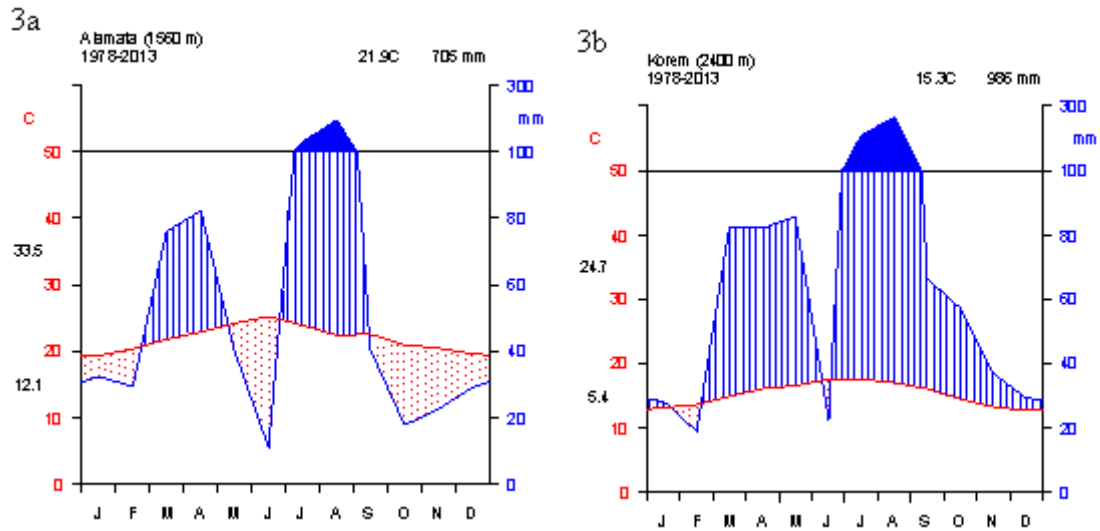 3a
Alamata (1560 m)
1978-2013 21.9C 705 mm
300
C mm
50 100
40 80
33.5
30 60
20 40
12.1
10 20
0 0
J F M A M J J A S O N D
3b
Korem (2400 m)
1978-2013 15.3C 986 mm
300
C mm
50 100
40 80
24.7
30 60
20 40
5.4
10 20
0 0
J F M A M J J A S O N D